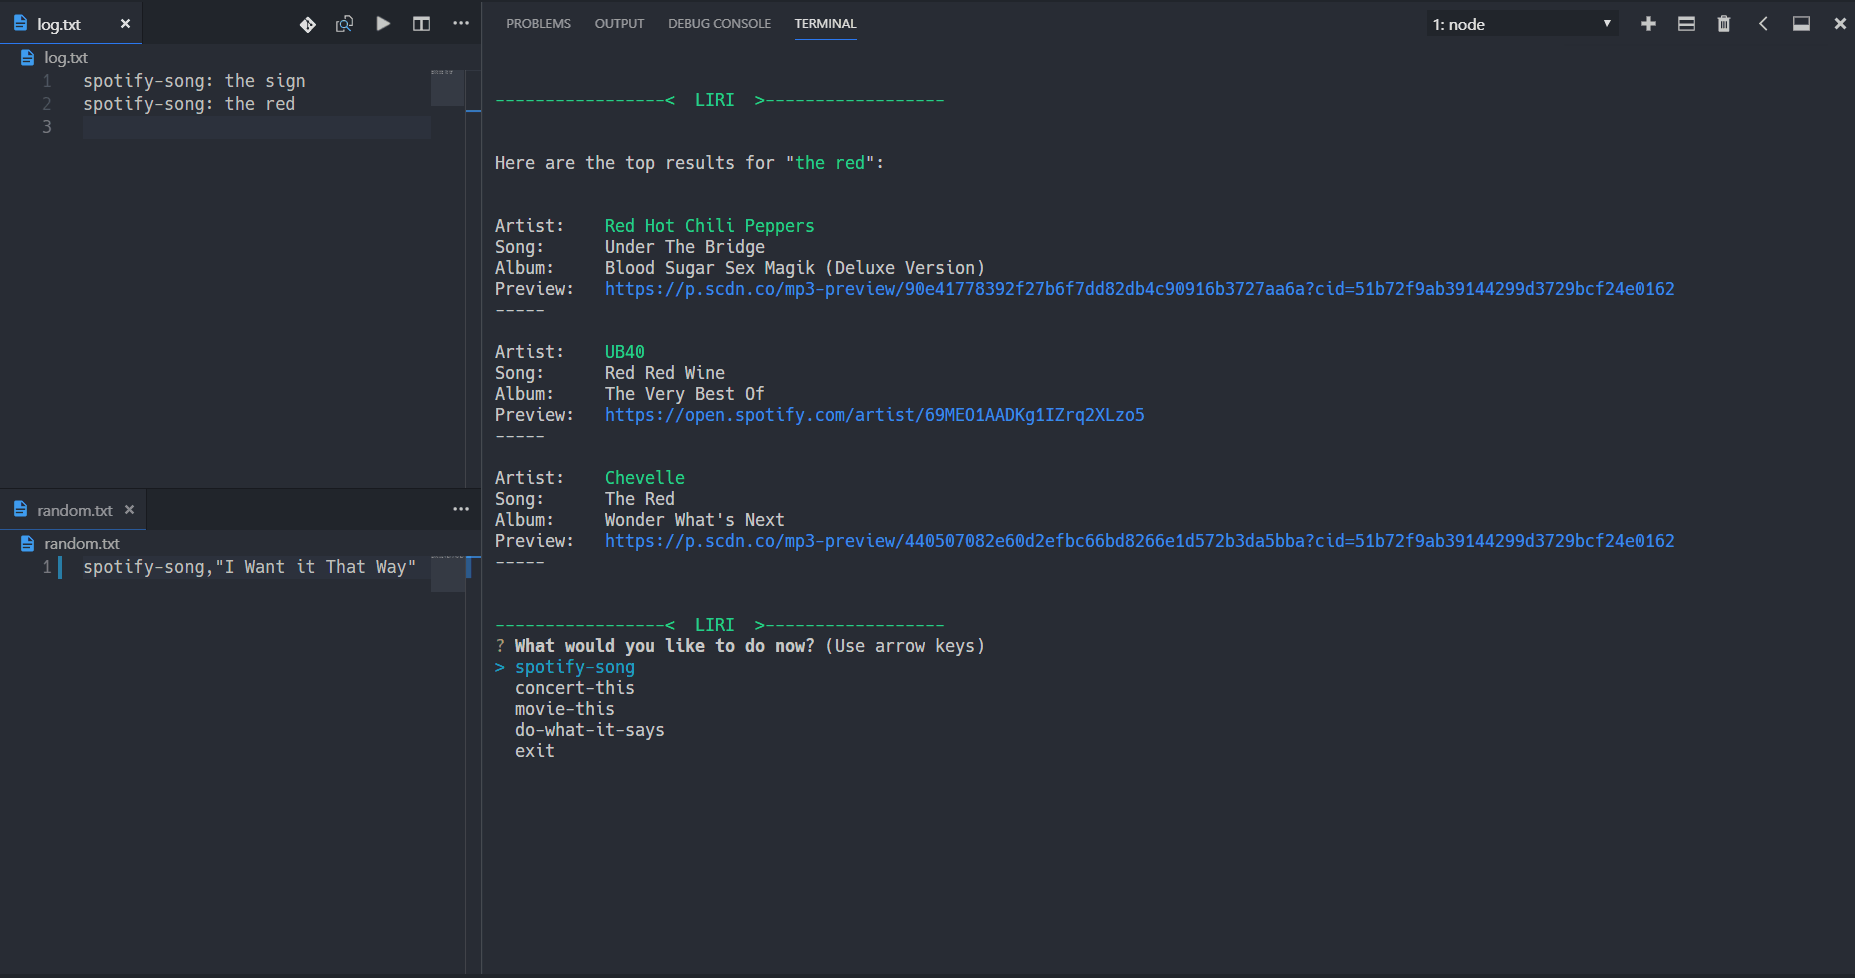 log.txt
log.txt
1 spotify-song: the sign
2 spotify-song: the red
3
random.txt
random.txt
1 spotify-song,"I Want it That Way"
PROBLEMS OUTPUT DEBUG CONSOLE TERMINAL 1: node
-----------------< LIRI >------------------
Here are the top results for "the red":
Artist: Red Hot Chili Peppers
Song: Under The Bridge
Album: Blood Sugar Sex Magik (Deluxe Version)
Preview: https://p.scdn.co/mp3-preview/90e41778392f27b6f7dd82db4c90916b3727aa6a?cid=51b72f9ab39144299d3729bcf24e0162
-----
Artist: UB40
Song: Red Red Wine
Album: The Very Best Of
Preview: https://open.spotify.com/artist/69MEO1AADKg1IZrq2XLzo5
-----
Artist: Chevelle
Song: The Red
Album: Wonder What's Next
Preview: https://p.scdn.co/mp3-preview/440507082e60d2efbc66bd8266e1d572b3da5bba?cid=51b72f9ab39144299d3729bcf24e0162
-----
-----------------< LIRI >------------------
? What would you like to do now? (Use arrow keys)
> spotify-song
concert-this
movie-this
do-what-it-says
exit